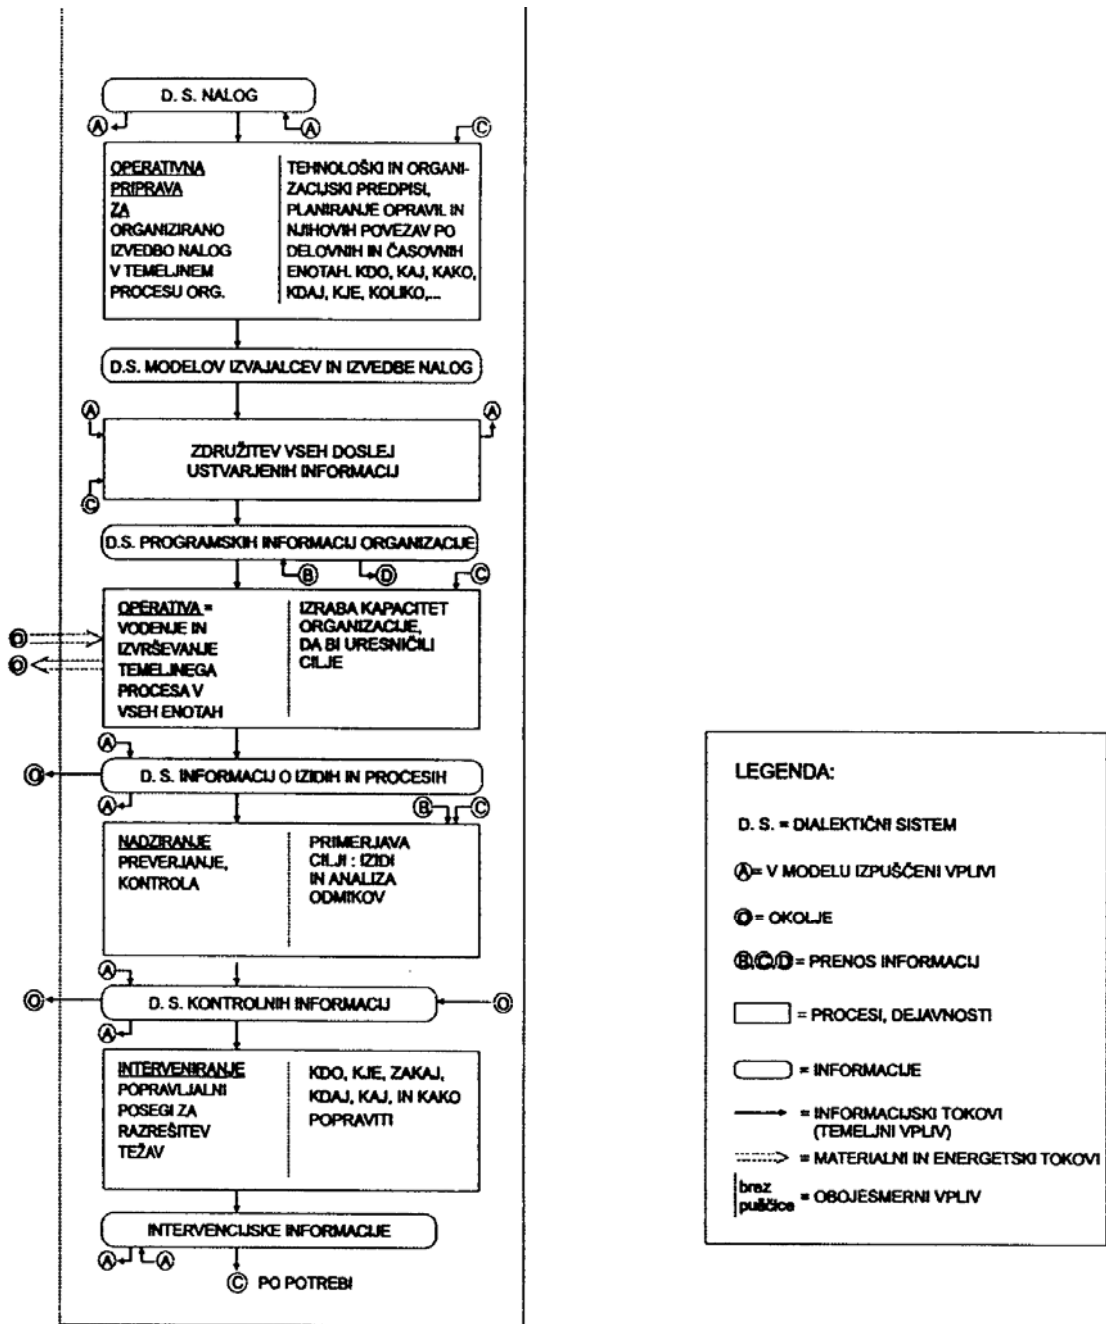 D. S. NALOG
A
A
C
OPERATIVNA
PRIPRAVA
ZA
ORGANIZIRANO
IZVEDBO NALOG
V TEMELJNEM
PROCESU ORG.
TEHNOLOŠKI IN ORGANI-
ZACIJSKI PREDPISI,
PLANIRANJE OPRAVIL IN
NJIHOVIH POVEZAV PO
DELOVNIH IN ČASOVNIH
ENOTAH. KDO, KAJ, KAKO,
KDAJ, KJE, KOLIKO,...
D.S. MODELOV IZVAJALCEV IN IZVEDBE NALOG
A
A
ZDRUŽITEV VSEH DOSLEJ
USTVARJENIH INFORMACIJ
C
D.S. PROGRAMSKIH INFORMACIJ ORGANIZACIJE
B
D
C
OPERATIVA =
VODENJE IN
IZVRŠEVANJE
TEMELJNEGA
PROCESA V
VSEH ENOTAH
IZRABA KAPACITET
ORGANIZACIJE,
DA BI URESNIČILI
CILJE
O
O
A
O
D. S. INFORMACIJ O IZIDIH IN PROCESIH
A
B
C
NADZIRANJE
PREVERJANJE,
KONTROLA
PRIMERJAVA
CILJI : IZIDI
IN ANALIZA
ODMIKOV
A
O
D. S. KONTROLNIH INFORMACIJ
O
A
INTERVENIRANJE
POPRAVLJALNI
POSEGI ZA
RAZREŠITEV
TEŽAV
KDO, KJE, ZAKAJ,
KDAJ, KAJ, IN KAKO
POPRAVITI
INTERVENCIJSKE INFORMACIJE
A
A
C PO POTREBI
LEGENDA:
D. S. = DIALEKTIČNI SISTEM
A = V MODELU IZPUŠČENI VPLIVI
O = OKOLJE
B,C,D = PRENOS INFORMACIJ
= PROCESI, DEJAVNOSTI
= INFORMACIJE
= INFORMACIJSKI TOKOVI
(TEMELJNI VPLIV)
= MATERIALNI IN ENERGETSKI TOKOVI
brez
puščice = OBOJESMERNI VPLIV